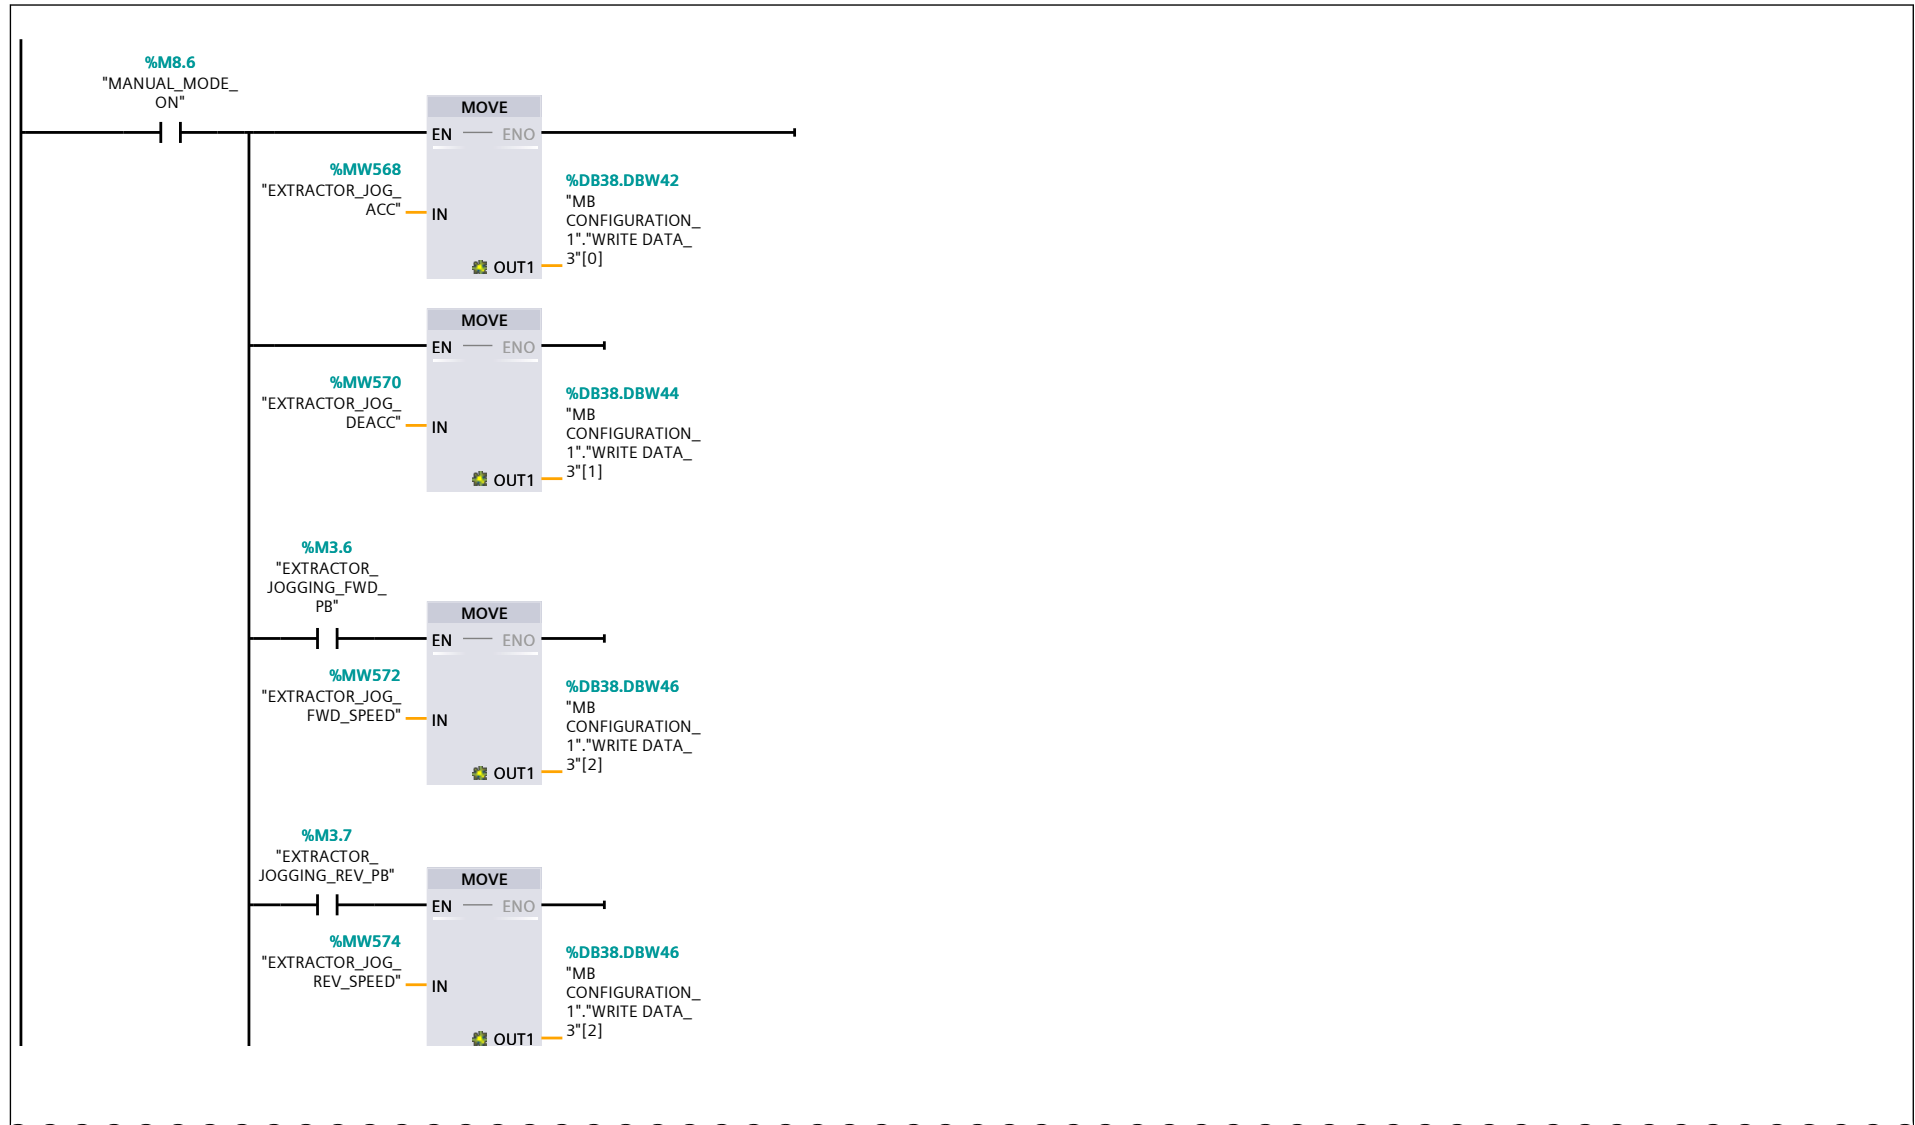 %M8.6
"MANUAL_MODE_
ON"
MOVE
EN
ENO
%MW568
"EXTRACTOR_JOG_
ACC"
IN
%DB38.DBW42
"MB
CONFIGURATION_
1"."WRITE DATA_
3"[0]
OUT1
MOVE
EN
ENO
%MW570
"EXTRACTOR_JOG_
DEACC"
IN
%DB38.DBW44
"MB
CONFIGURATION_
1"."WRITE DATA_
3"[1]
OUT1
%M3.6
"EXTRACTOR_
JOGGING_FWD_
PB"
MOVE
EN
ENO
%MW572
"EXTRACTOR_JOG_
FWD_SPEED"
IN
%DB38.DBW46
"MB
CONFIGURATION_
1"."WRITE DATA_
3"[2]
OUT1
%M3.7
"EXTRACTOR_
JOGGING_REV_PB"
MOVE
EN
ENO
%MW574
"EXTRACTOR_JOG_
REV_SPEED"
IN
%DB38.DBW46
"MB
CONFIGURATION_
1"."WRITE DATA_
3"[2]
OUT1